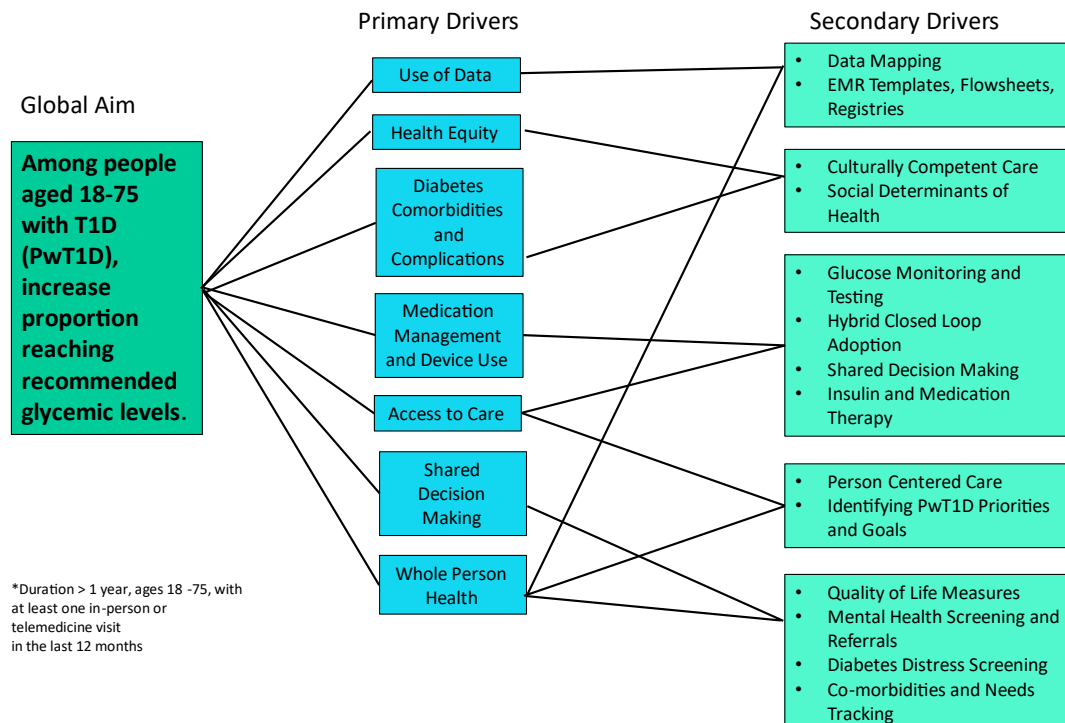 Primary Drivers
Secondary Drivers
Global Aim
Among people
aged 18-75
with T1D
(PwT1D),
increase
proportion
reaching
recommended
glycemic levels.
*Duration > 1 year, ages 18 -75, with
at least one in-person or
telemedicine visit
in the last 12 months
Use of Data
Health Equity
Diabetes
Comorbidities
and
Complications
Medication
Management
and Device Use
Access to Care
Shared
Decision
Making
Whole Person
Health
• Data Mapping
• EMR Templates, Flowsheets,
Registries
• Culturally Competent Care
• Social Determinants of
Health
• Glucose Monitoring and
Testing
• Hybrid Closed Loop
Adoption
• Shared Decision Making
• Insulin and Medication
Therapy
• Person Centered Care
• Identifying PwT1D Priorities
and Goals
• Quality of Life Measures
• Mental Health Screening and
Referrals
• Diabetes Distress Screening
• Co-morbidities and Needs
Tracking